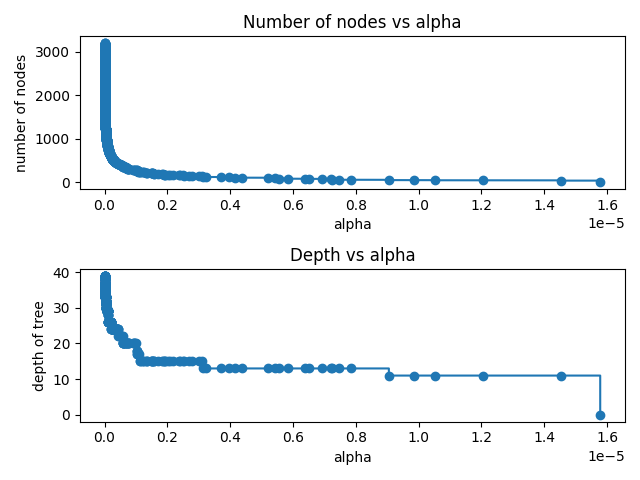 Number of nodes vs alpha
number of nodes
3000
2000
1000
0
0.0 0.2 0.4 0.6 0.8 1.0 1.2 1.4 1.6
1e−5
alpha
Depth vs alpha
depth of tree
40
30
20
10
0
0.0 0.2 0.4 0.6 0.8 1.0 1.2 1.4 1.6
1e−5
alpha